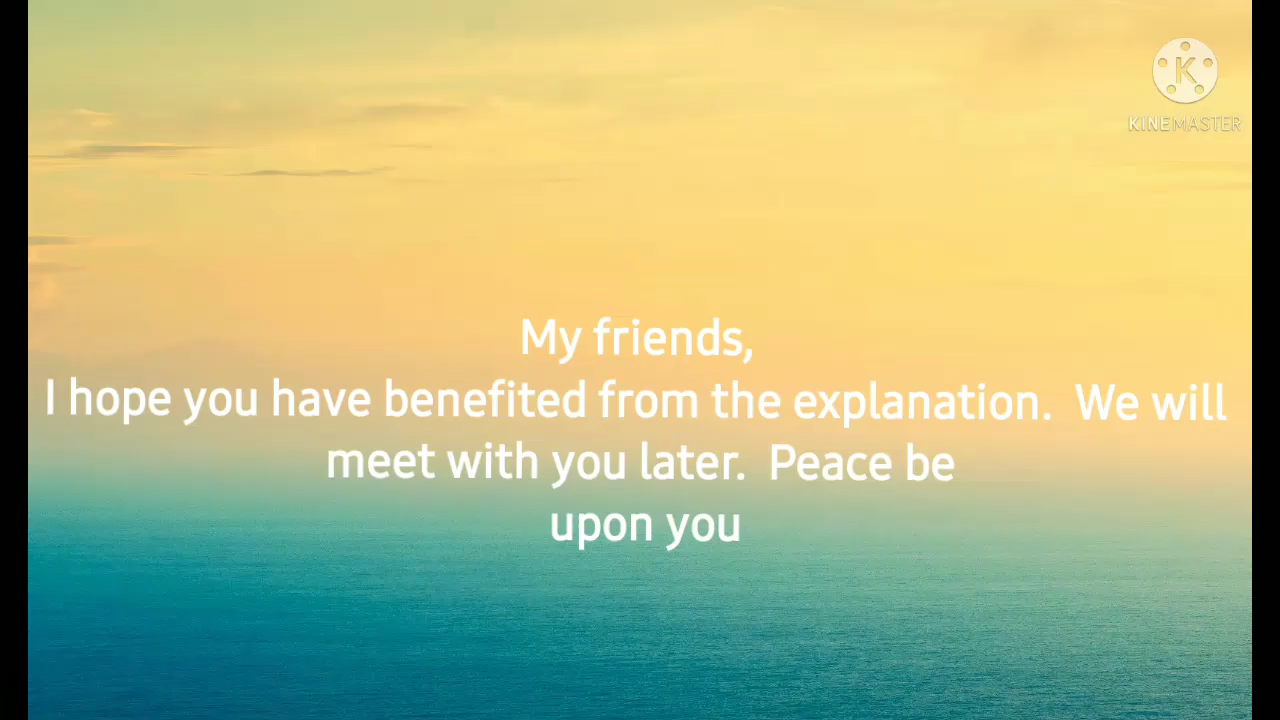 K
KINEMASTER
My friends,
I hope you have benefited from the explanation.  We will
meet with you later.  Peace be
upon you